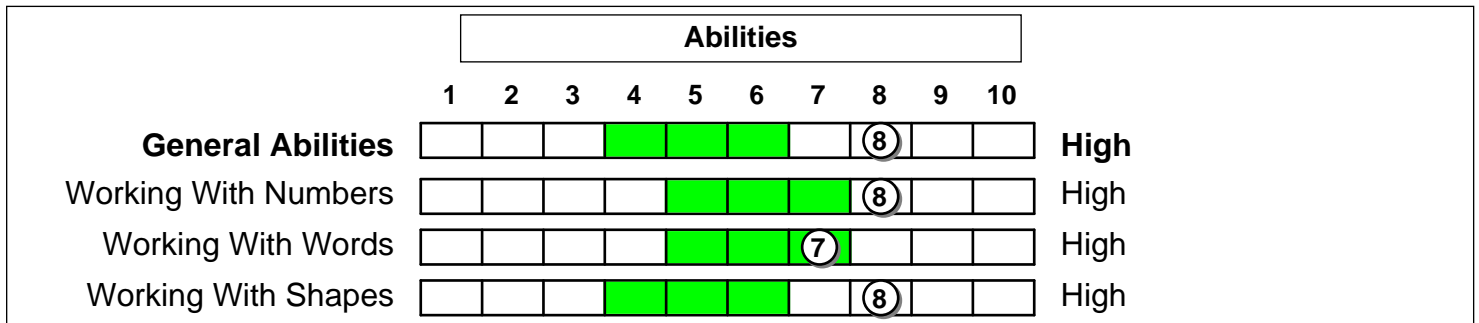 Abilities
1 2 3 4 5 6 7 8 9 10
General Abilities 8 High
Working With Numbers 8 High
Working With Words 7 High
Working With Shapes 8 High